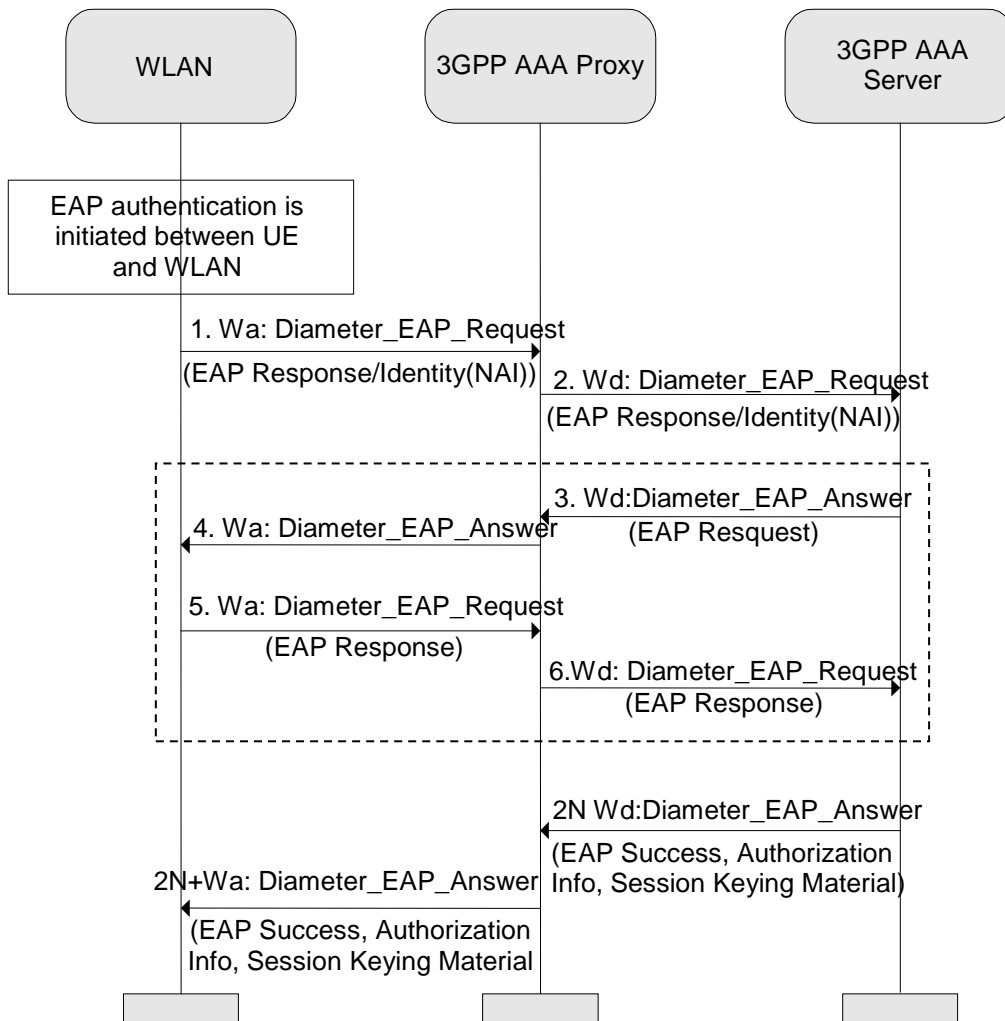 WLAN
3GPP AAA Proxy
3GPP AAA
Server
EAP authentication is
initiated between UE
and WLAN
1. Wa: Diameter_EAP_Request
(EAP Response/Identity(NAI))
2. Wd: Diameter_EAP_Request
(EAP Response/Identity(NAI))
3. Wd:Diameter_EAP_Answer
(EAP Resquest)
4. Wa: Diameter_EAP_Answer
5. Wa: Diameter_EAP_Request
(EAP Response)
6.Wd: Diameter_EAP_Request
(EAP Response)
2N Wd:Diameter_EAP_Answer
(EAP Success, Authorization
Info, Session Keying Material)
2N+Wa: Diameter_EAP_Answer
(EAP Success, Authorization
Info, Session Keying Material